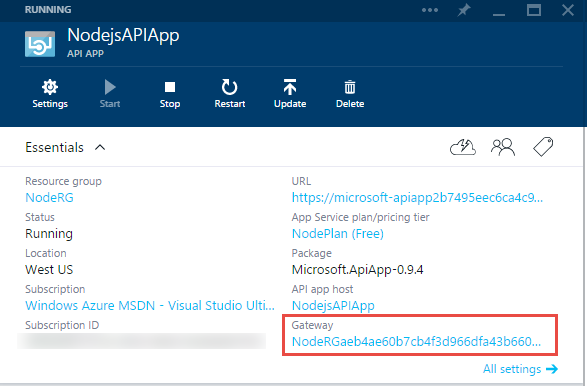 RUNNING
NodejsAPIApp
API APP
Settings
Start
Stop
Restart
Update
Delete
Essentials
Resource group
NodeRG
URL
https://microsoft-apiapp2b7495eec6ca4c9...
Status
Running
App Service plan/pricing tier
NodePlan (Free)
Location
West US
Package
Microsoft.ApiApp-0.9.4
Subscription
Windows Azure MSDN - Visual Studio Ulti...
API app host
NodejsAPIApp
Subscription ID
Gateway
NodeRGaeb4ae60b7cb4f3d966dfa43b660...
All settings